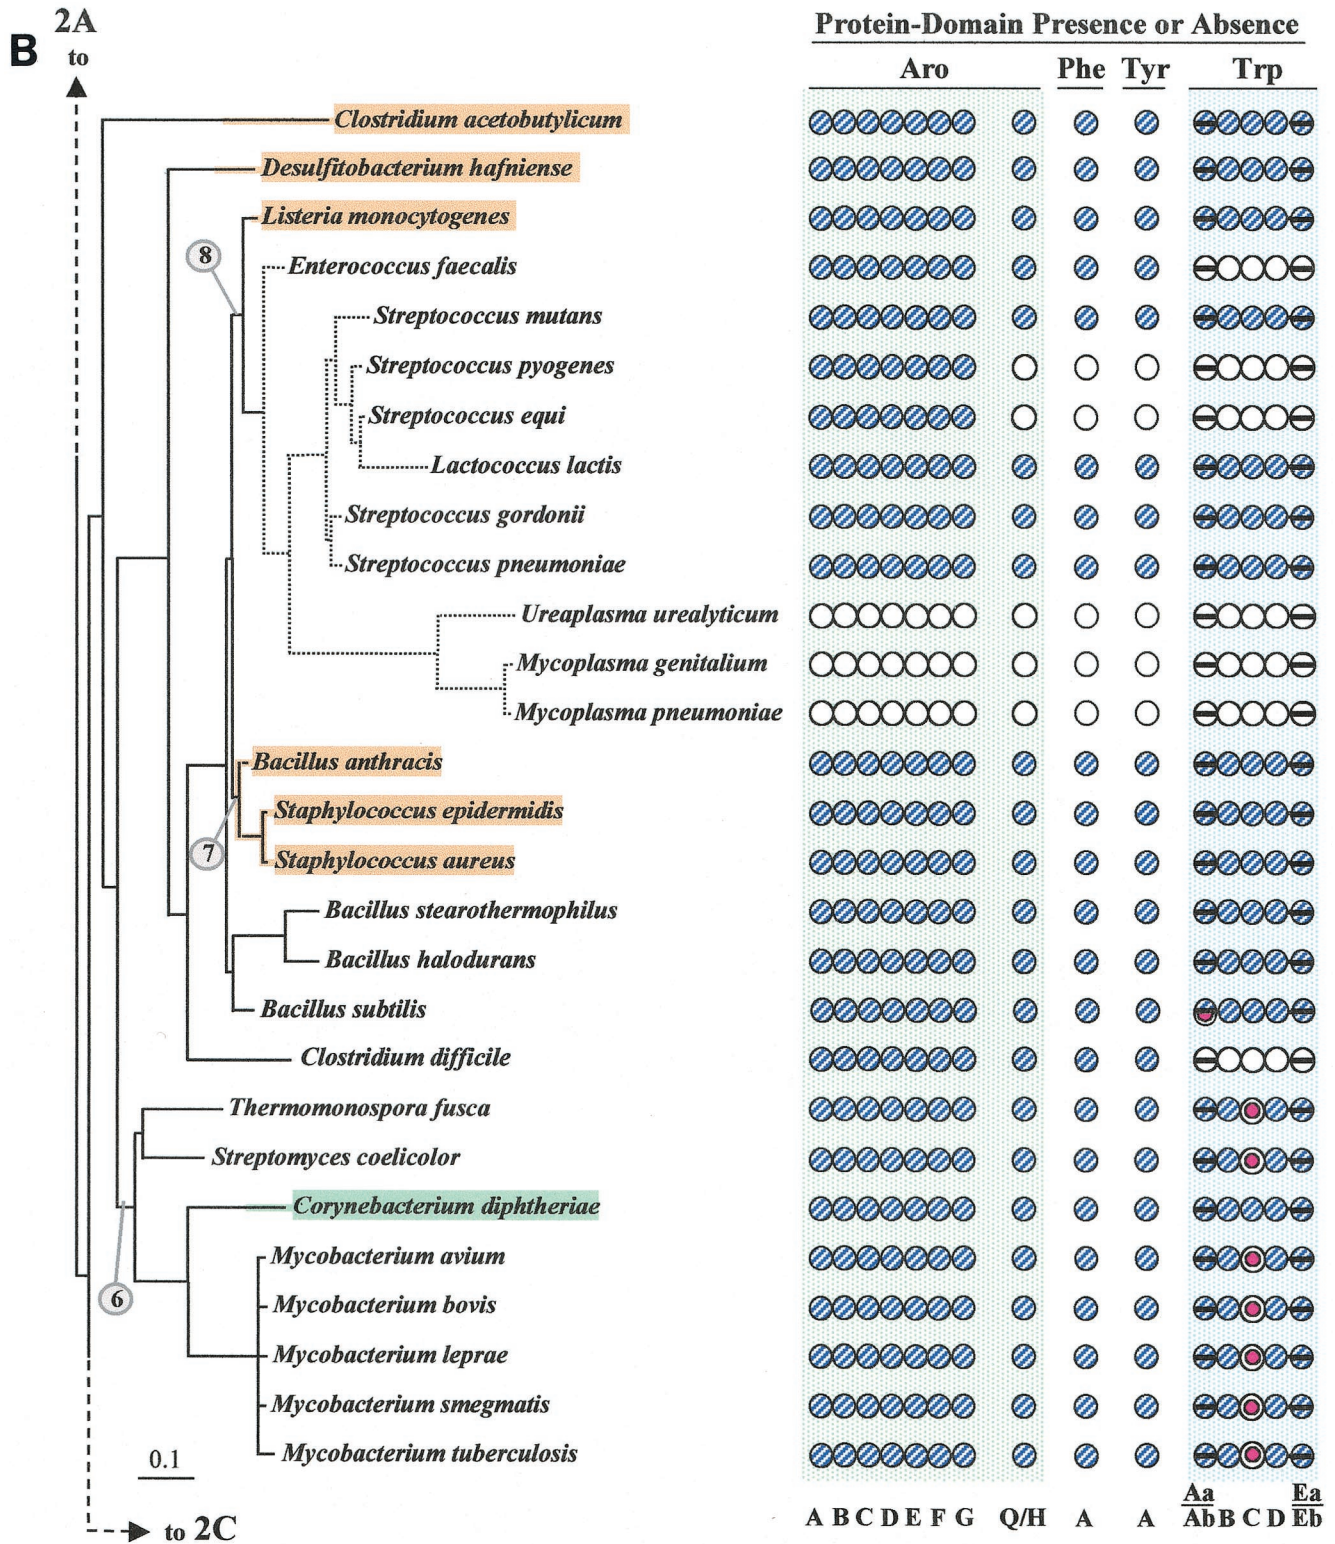 B
2A
to
Protein-Domain Presence or Absence
Aro Phe Tyr Trp
Clostridium acetobutylicum
Desulfitobacterium hafniense
Listeria monocytogenes
8
Enterococcus faecalis
Streptococcus mutans
Streptococcus pyogenes
Streptococcus equi
Lactococcus lactis
Streptococcus gordonii
Streptococcus pneumoniae
Ureaplasma urealyticum
Mycoplasma genitalium
Mycoplasma pneumoniae
Bacillus anthracis
Staphylococcus epidermidis
7
Staphylococcus aureus
Bacillus stearothermophilus
Bacillus halodurans
Bacillus subtilis
Clostridium difficile
Thermomonospora fusca
Streptomyces coelicolor
Corynebacterium diphtheriae
Mycobacterium avium
6
Mycobacterium bovis
Mycobacterium leprae
Mycobacterium smegmatis
Mycobacterium tuberculosis
0.1
Aa Ea
A B C D E F G Q/H A A Ab B C D Eb
to 2C